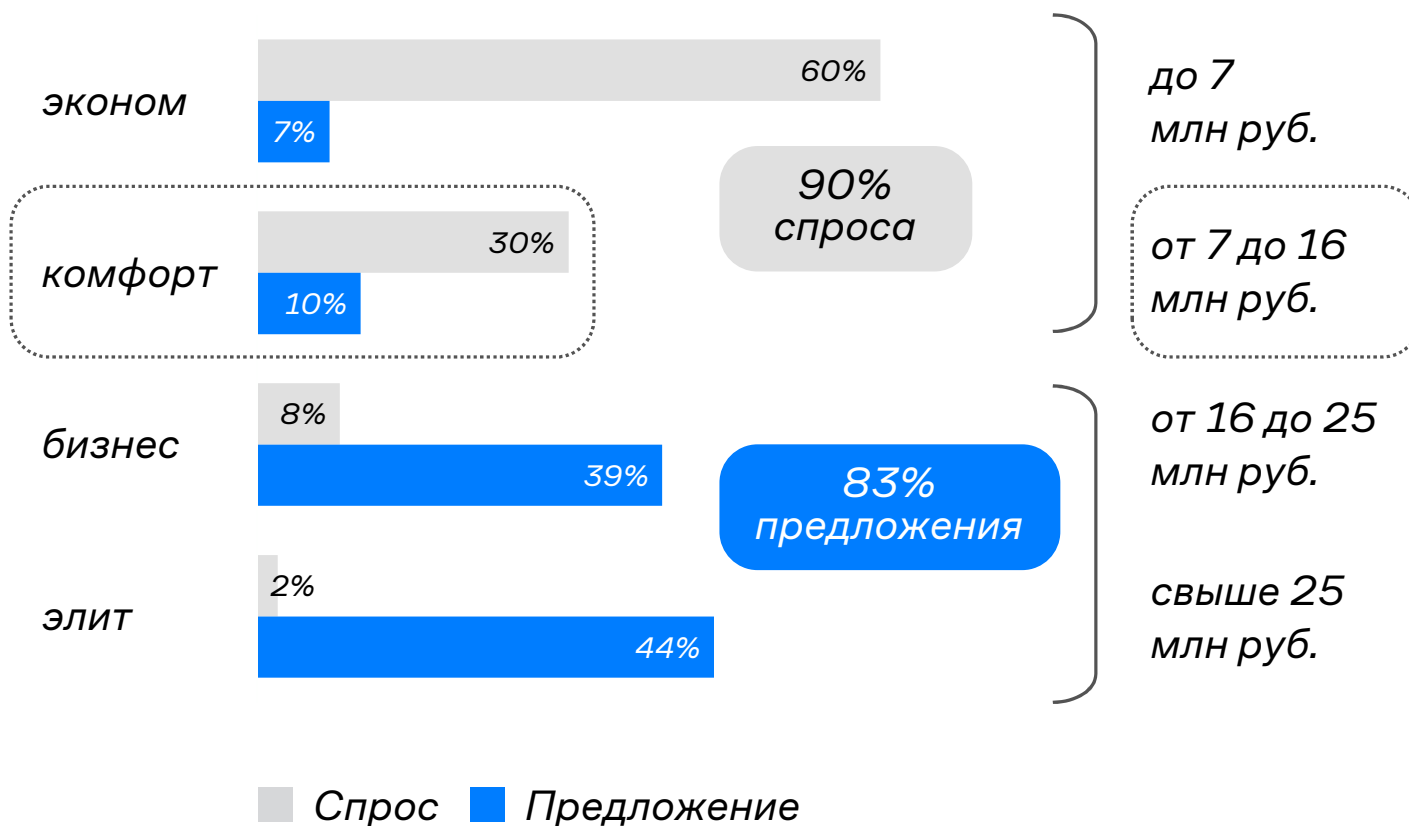 эконом
60%
7%
до 7
млн руб.
90%
спроса
комфорт
30%
10%
от 7 до 16
млн руб.
бизнес
8%
39%
от 16 до 25
млн руб.
83%
предложения
элит
2%
44%
свыше 25
млн руб.
Спрос
Предложение